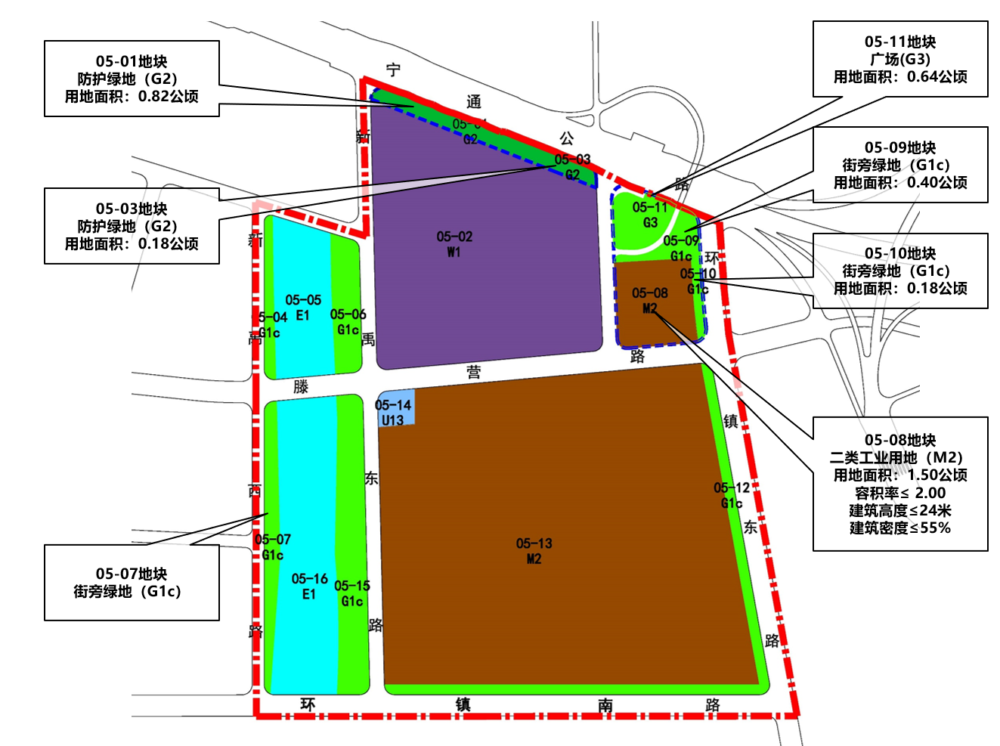 05-01地块
防护绿地（G2）
用地面积：0.82公顷
05-11地块
广场(G3)
用地面积：0.64公顷
05-09地块
街旁绿地（G1c）
用地面积：0.40公顷
05-03地块
防护绿地（G2）
用地面积：0.18公顷
05-10地块
街旁绿地（G1c）
用地面积：0.18公顷
05-08地块
二类工业用地（M2）
用地面积：1.50公顷
容积率≤ 2.00
建筑高度≤24米
建筑密度≤55%
05-07地块
街旁绿地（G1c）
宁
通
公
路
新
禹
东
路
新
禹
西
路
滕
营
路
环
镇
东
路
环
镇
南
路
05-01
G2
05-03
G2
05-02
W1
05-11
G3
05-09
G1c
05-10
G1c
05-08
M2
05-04
G1c
05-05
E1
05-06
G1c
05-14
U13
05-12
G1c
05-13
M2
05-07
G1c
05-16
E1
05-15
G1c